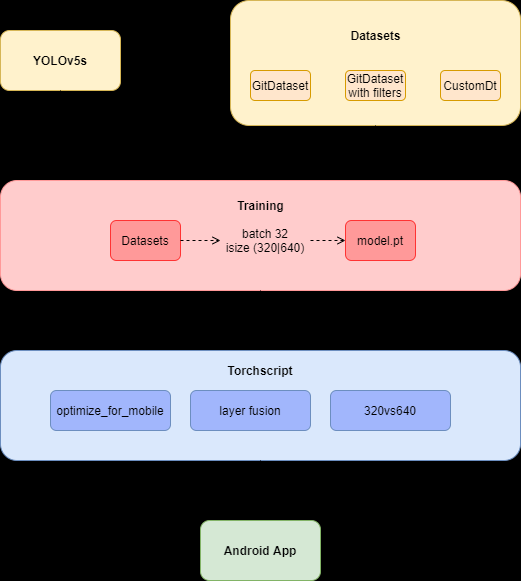 YOLOv5s
Datasets
GitDataset
GitDataset
with filters
CustomDt
Training
Datasets
batch 32
isize (320|640)
model.pt
Torchscript
optimize_for_mobile
layer fusion
320vs640
Android App